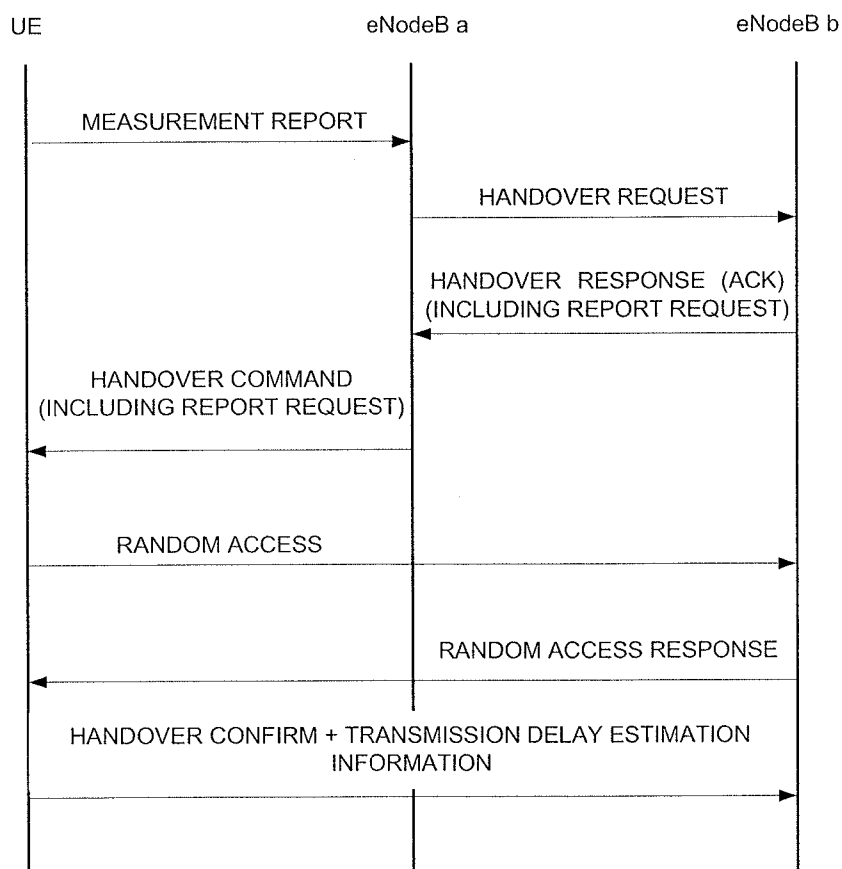 UE
eNodeB a
eNodeB b
MEASUREMENT REPORT
HANDOVER REQUEST
HANDOVER RESPONSE (ACK)
(INCLUDING REPORT REQUEST)
HANDOVER COMMAND
(INCLUDING REPORT REQUEST)
RANDOM ACCESS
RANDOM ACCESS RESPONSE
HANDOVER CONFIRM + TRANSMISSION DELAY ESTIMATION
INFORMATION